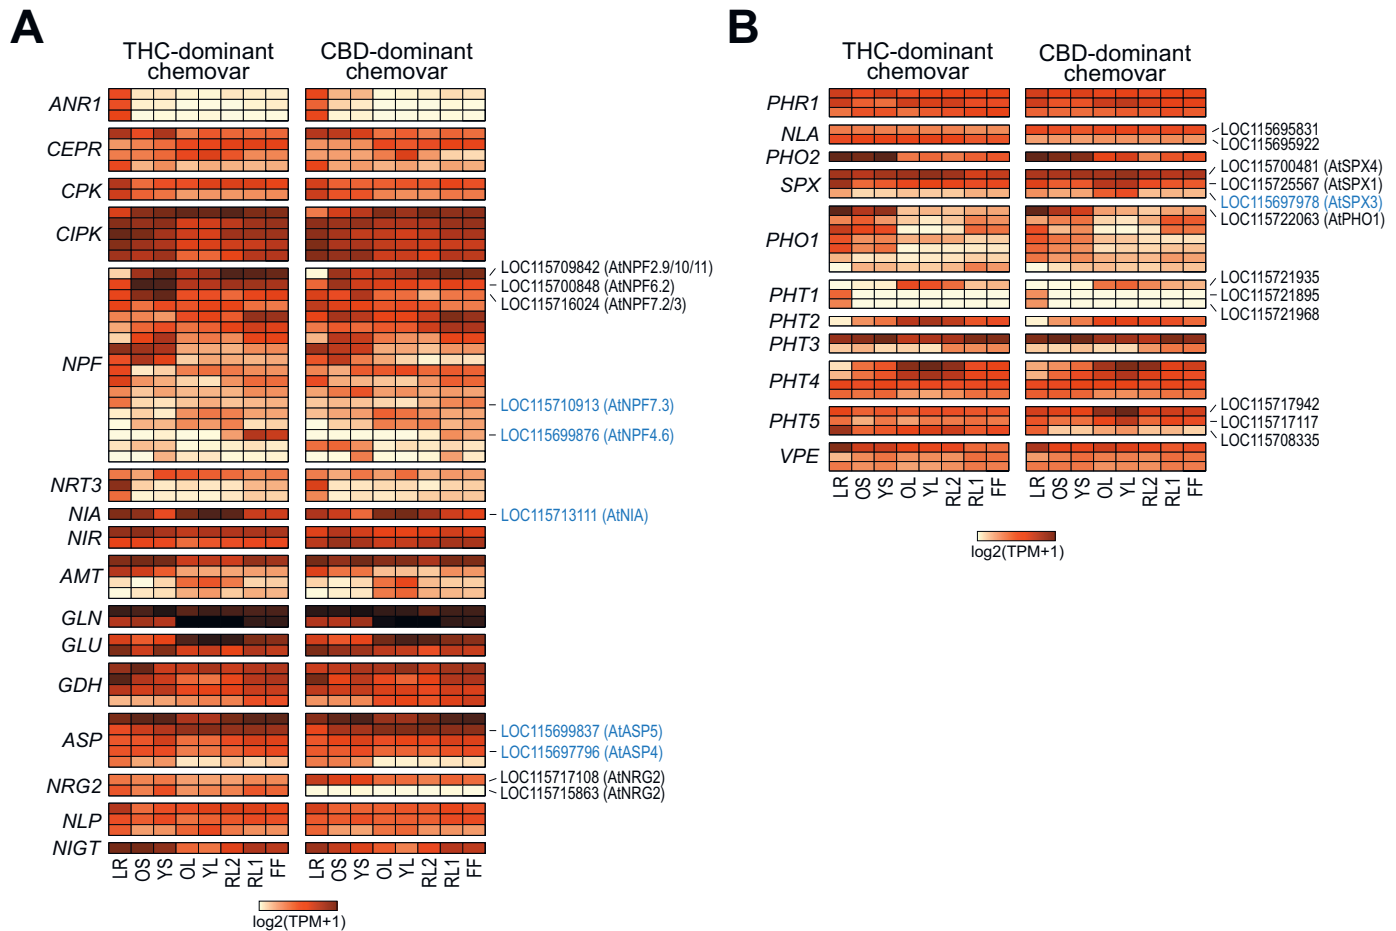 A
THC-dominant
chemovar
CBD-dominant
chemovar
ANR1
CEPR
CPK
CIPK
NPF
NRT3
NIA
NIR
AMT
GLN
GLU
GDH
ASP
NRG2
NLP
NIGT
LOC115709842 (AtNPF2.9/10/11)
LOC115700848 (AtNPF6.2)
LOC115716024 (AtNPF7.2/3)
LOC115710913 (AtNPF7.3)
LOC115699876 (AtNPF4.6)
LOC115713111 (AtNIA)
LOC115699837 (AtASP5)
LOC115697796 (AtASP4)
LOC115717108 (AtNRG2)
LOC115715863 (AtNRG2)
LR OS YS OL YL RL2 RL1 FF
LR OS YS OL YL RL2 RL1 FF
log2(TPM+1)
B
THC-dominant
chemovar
CBD-dominant
chemovar
PHR1
NLA
PHO2
SPX
PHO1
PHT1
PHT2
PHT3
PHT4
PHT5
VPE
LOC115695831
LOC115695922
LOC115700481 (AtSPX4)
LOC115725567 (AtSPX1)
LOC115697978 (AtSPX3)
LOC115722063 (AtPHO1)
LOC115721935
LOC115721895
LOC115721968
LOC115717942
LOC115717117
LOC115708335
LR OS YS OL YL RL2 RL1 FF
LR OS YS OL YL RL2 RL1 FF
log2(TPM+1)